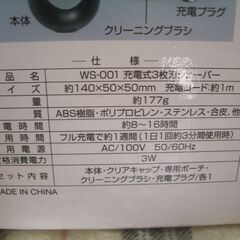 本体
充電プラグ
クリーニングブラシ
仕様
WS-001 充電式3枚刃シェーバー
イズ 約140×50×50mm 充電コード:約1m
量 約177g
質 ABS樹脂・ポリプロピレン・ステンレス・合皮、他
電時間 約8〜16時間
用時間 フル充電で約1週間(1日1回約3分間使用時)
源 AC/100V 50/60Hz
格消費電力 3W
セット内容 本体・クリアキャップ・専用ポーチ・
クリーニングブラシ・充電プラグ/各1
MADE IN CHINA